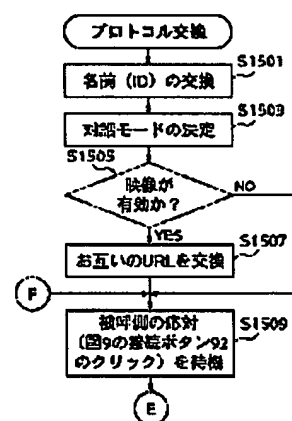 プロトコル交換
S1501
名前（ID）の交換
S1503
対話モードの決定
S1505
映像が
有効か？
NO
YES
S1507
お互いのURLを交換
F
S1509
被呼側の応対
（図9の接続ボタン92
のクリック）を待機
E